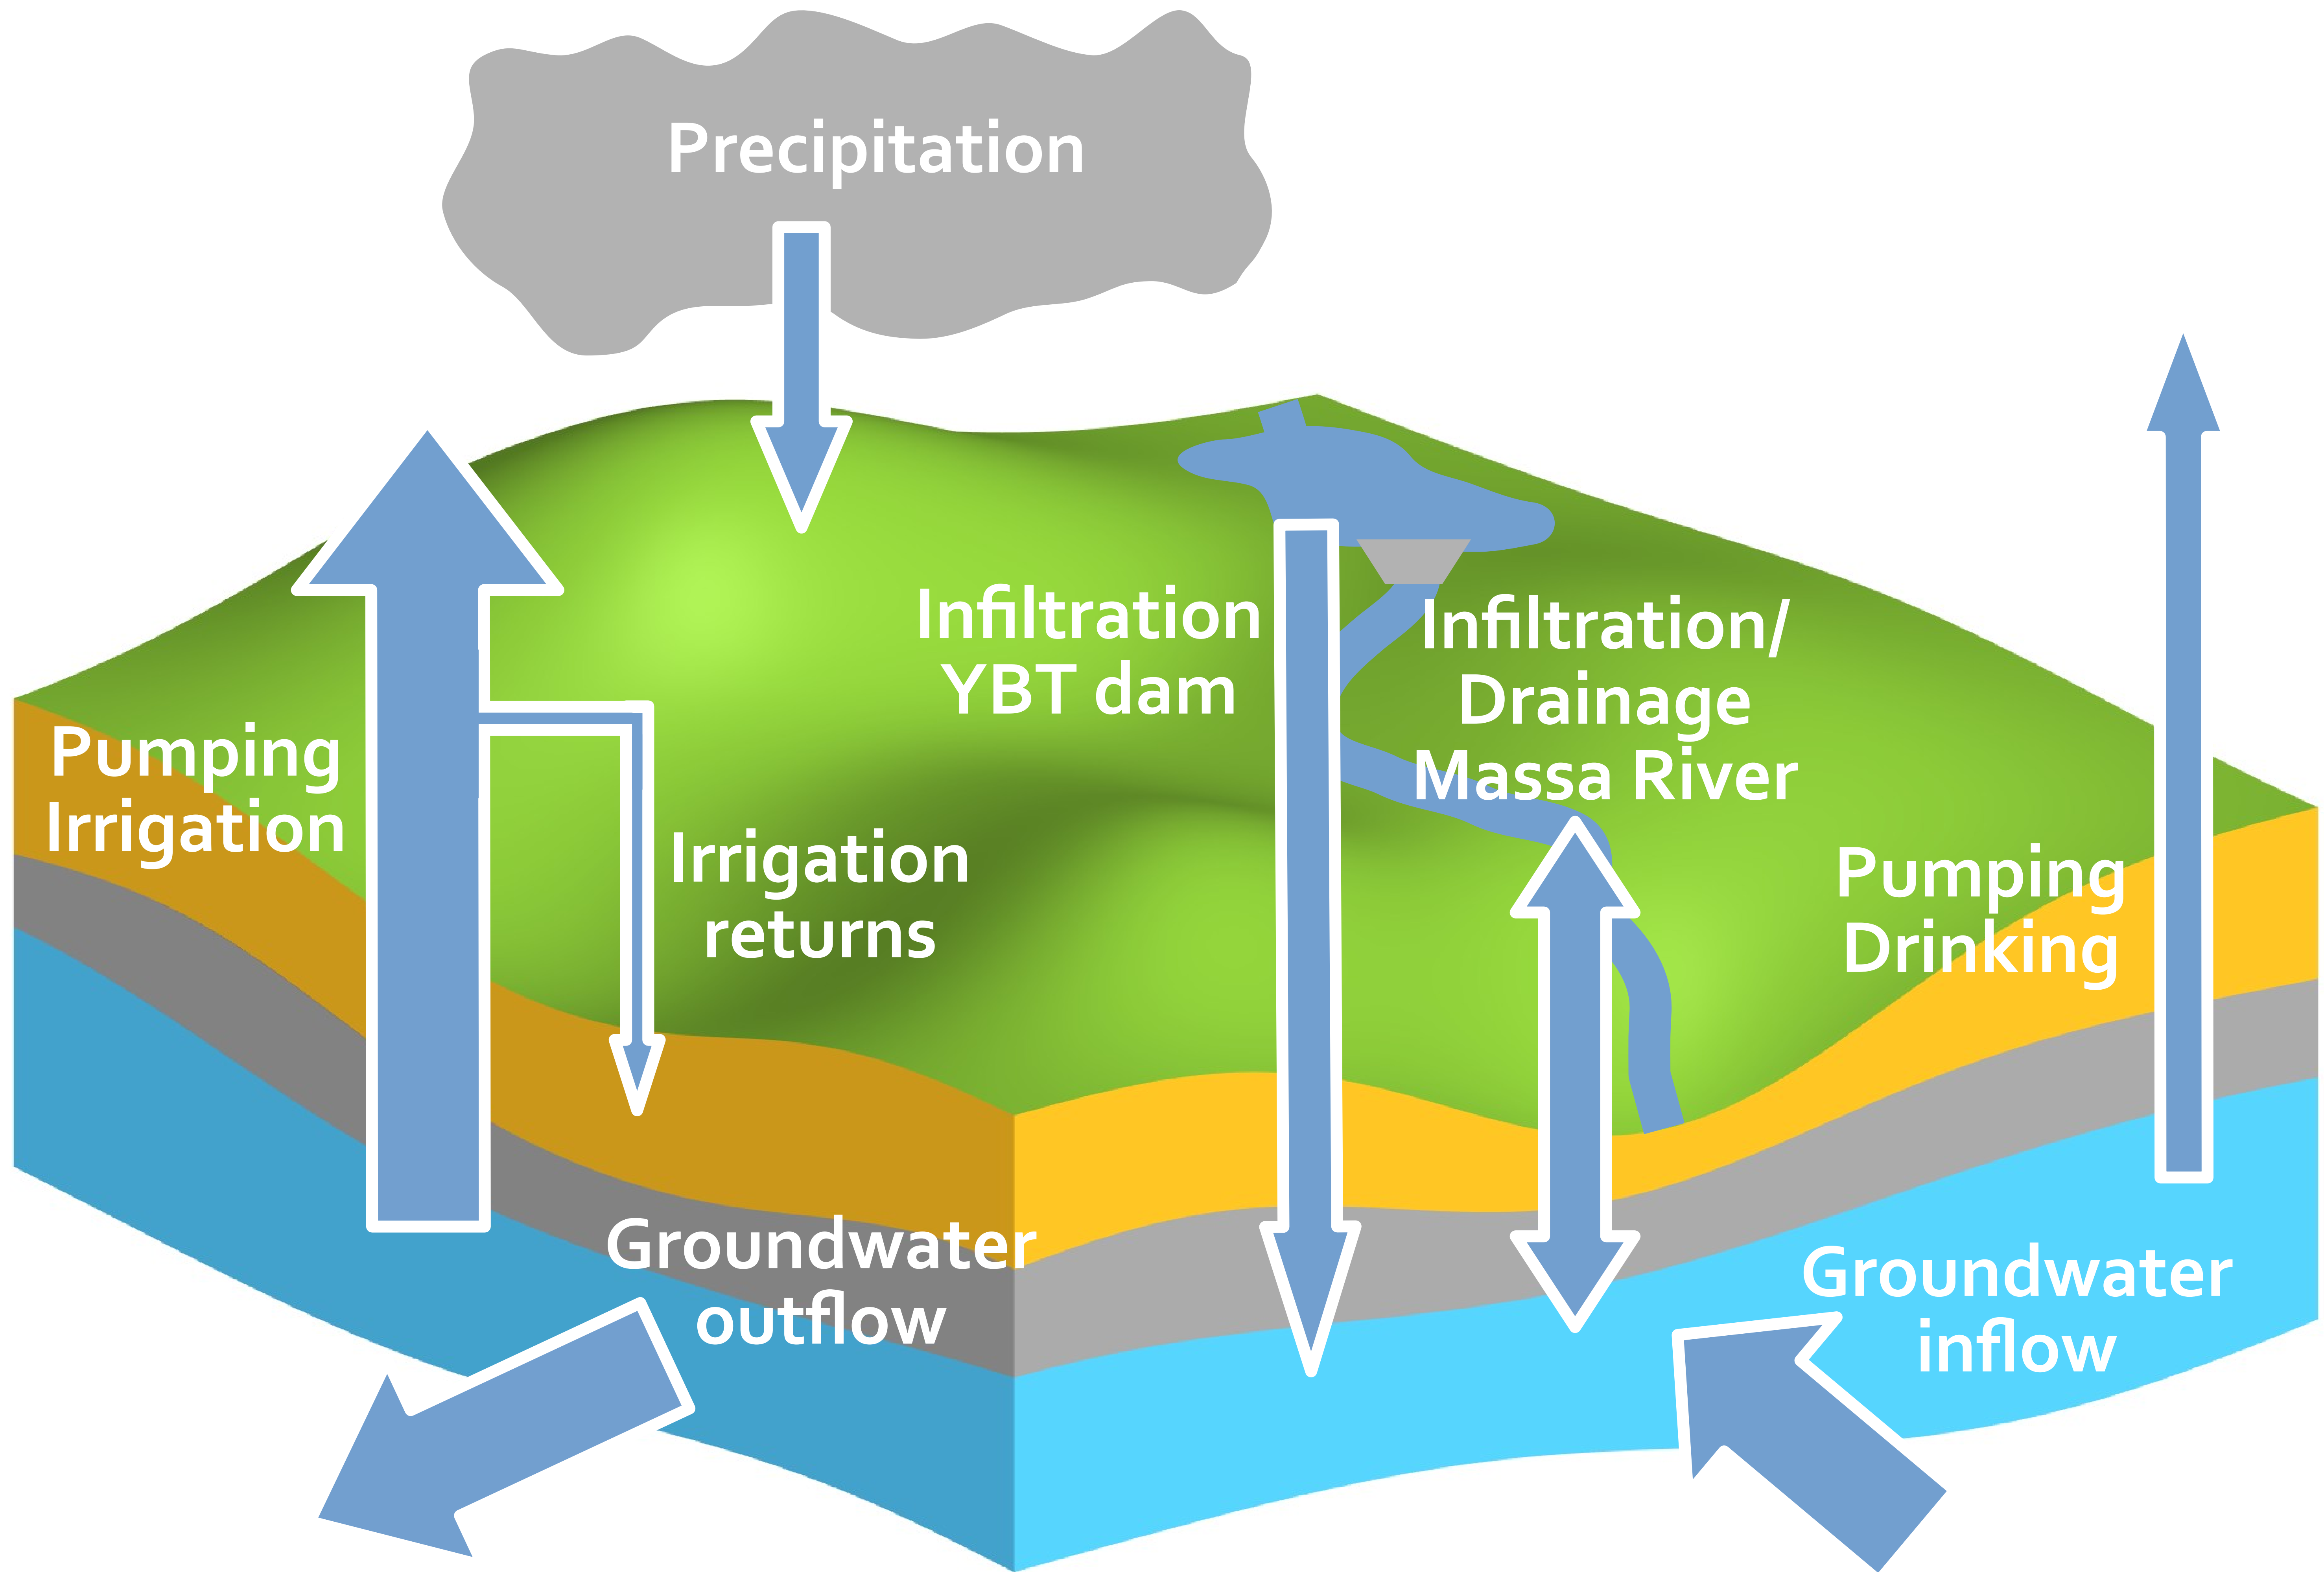 Precipitation
Infiltration
YBT dam
Infiltration/
Drainage
Massa River
Pumping
Irrigation
Irrigation
returns
Pumping
Drinking
Groundwater
outflow
Groundwater
inflow